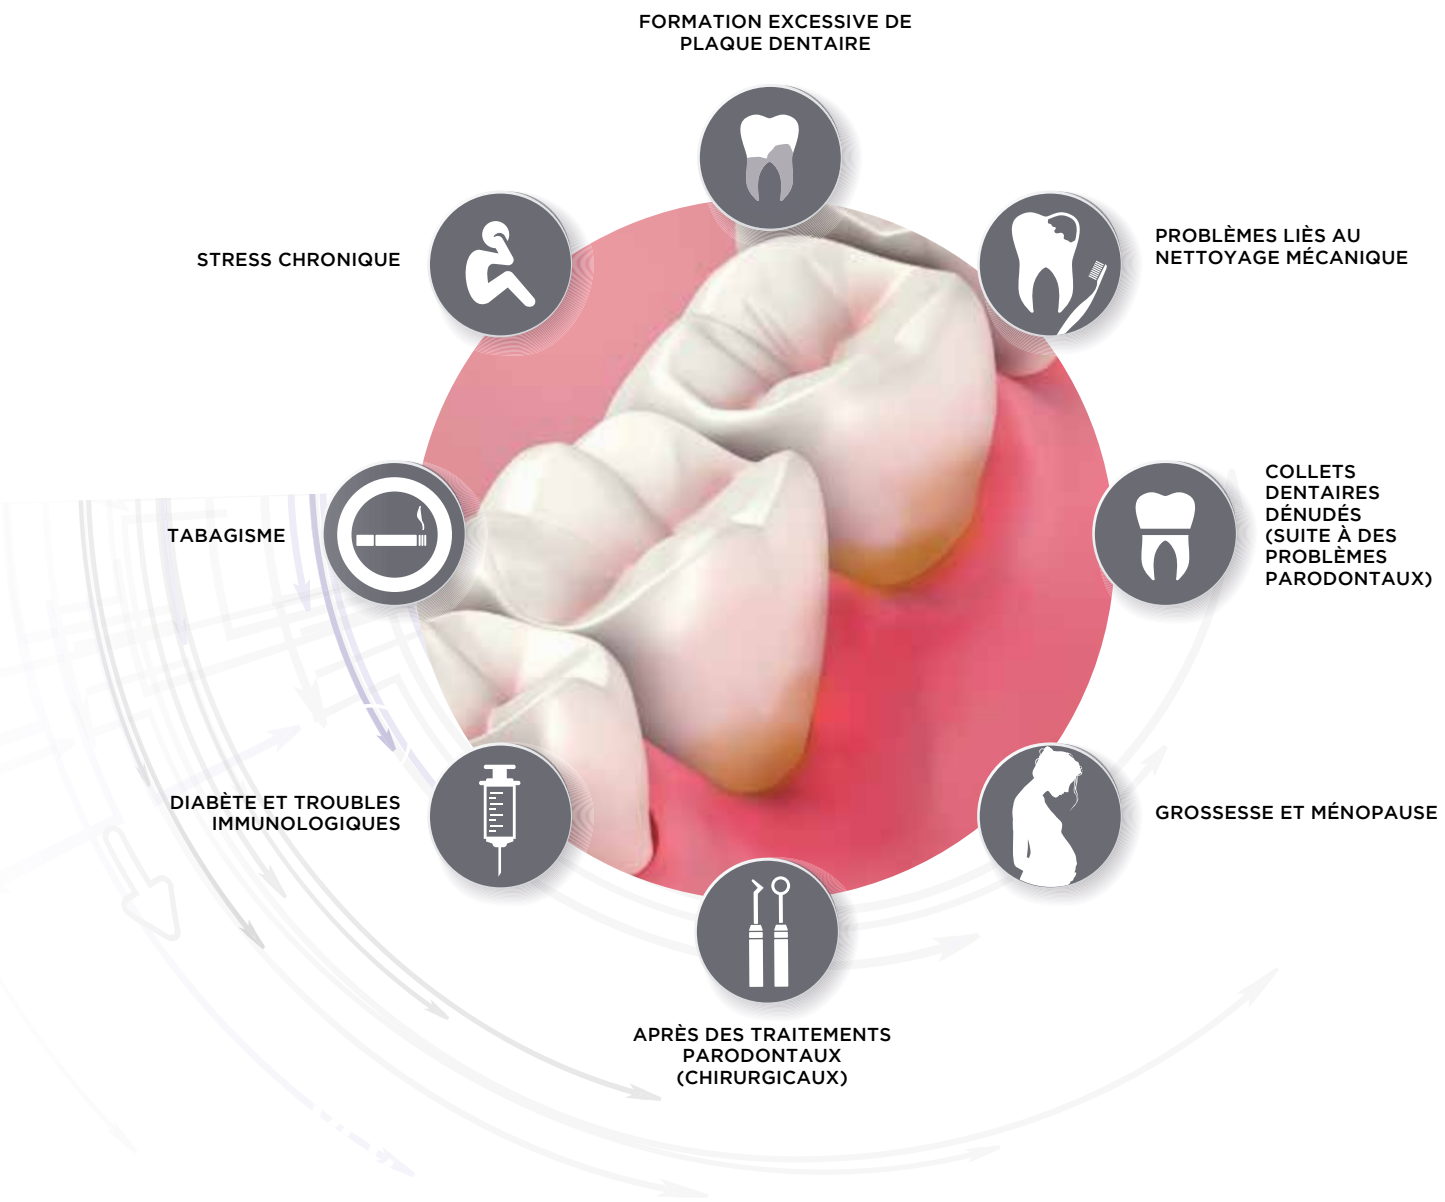 FORMATION EXCESSIVE DE
PLAQUE DENTAIRE
PROBLÈMES LIÈS AU
NETTOYAGE MÉCANIQUE
STRESS CHRONIQUE
COLLETS
DENTAIRES
DÉNUDÉS
(SUITE À DES
PROBLÈMES
PARODONTAUX)
TABAGISME
DIABÈTE ET TROUBLES
IMMUNOLOGIQUES
GROSSESSE ET MÉNOPAUSE
APRÈS DES TRAITEMENTS
PARODONTAUX
(CHIRURGICAUX)